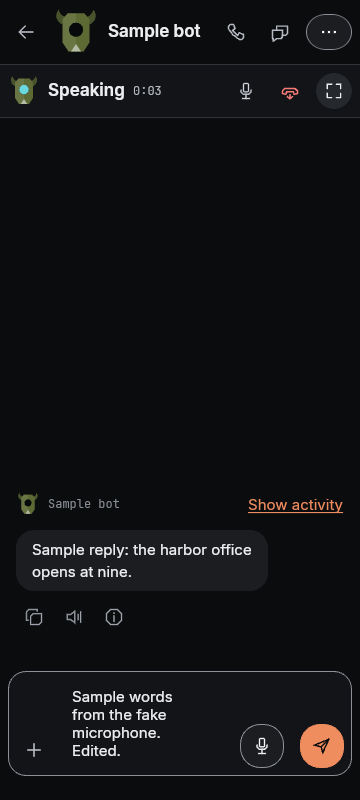 Sample bot
Speaking 0:03
Sample bot Show activity
Sample reply: the harbor office
opens at nine.
Sample words
from the fake
microphone.
Edited.